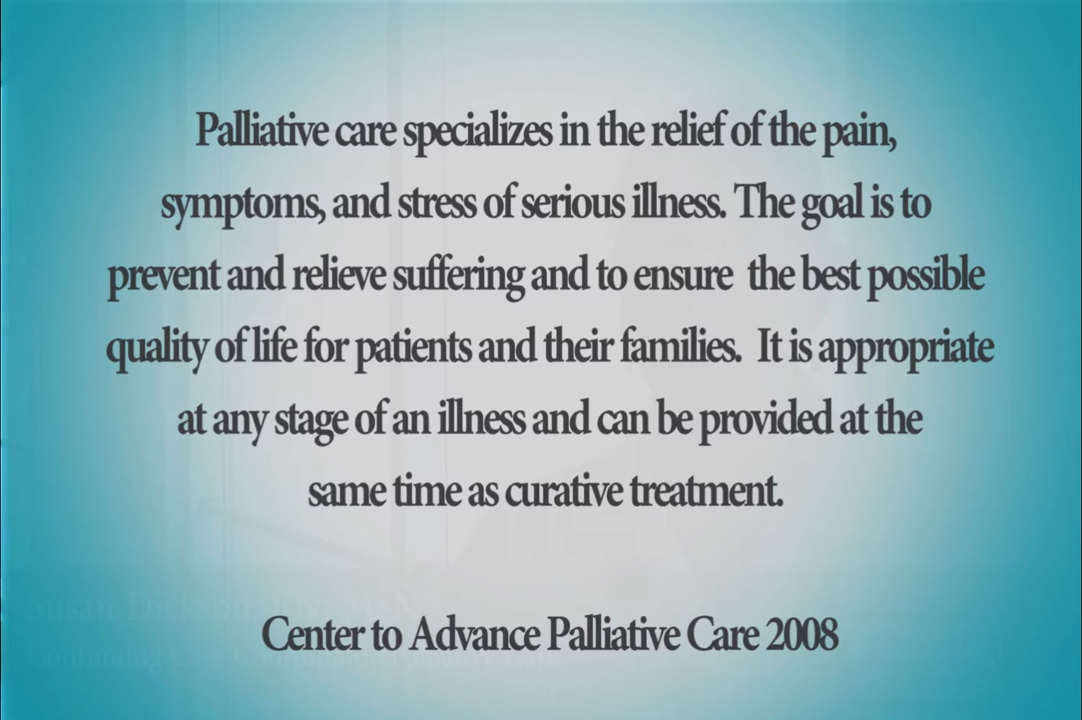 Palliative care specializes in the relief of the pain,
symptoms, and stress of serious illness. The goal is to
prevent and relieve suffering and to ensure the best possible
quality of life for patients and their families. It is appropriate
at any stage of an illness and can be provided at the
same time as curative treatment.
Susan Dickson
Center to Advance Palliative Care 2008